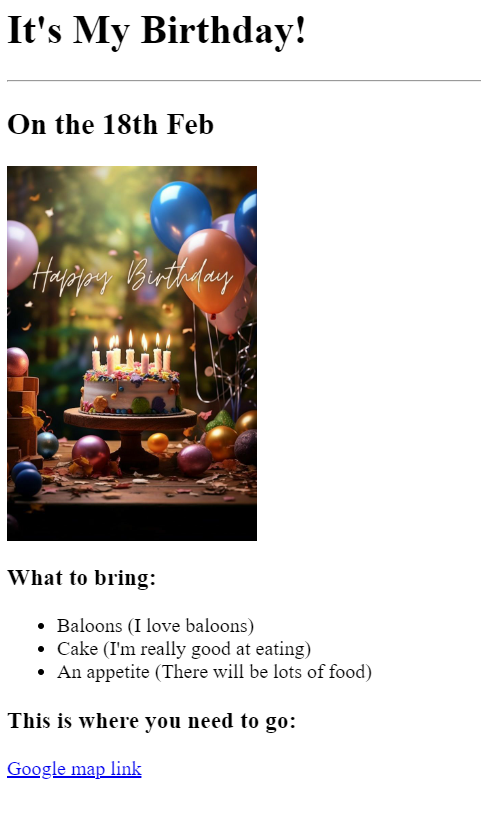 It's My Birthday!
On the 18th Feb
Happy Birthday
What to bring:
Baloons (I love baloons)
Cake (I'm really good at eating)
An appetite (There will be lots of food)
This is where you need to go:
Google map link